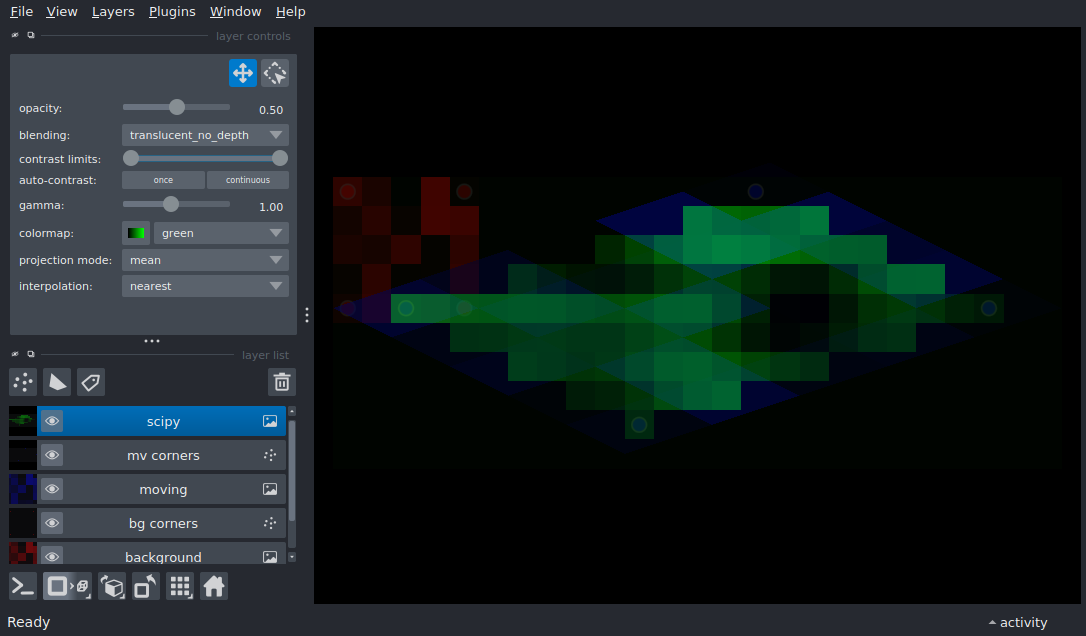 File View Layers Plugins Window Help
layer controls
opacity: 0.50
blending: translucent_no_depth
contrast limits:
auto-contrast: once continuous
gamma: 1.00
colormap: green
projection mode: mean
interpolation: nearest
layer list
scipy
mv corners
moving
bg corners
background
Ready activity